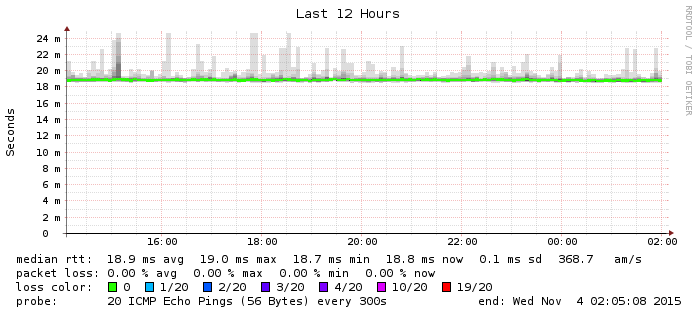 Last 12 Hours
RRDTOOL / TOBI OETIKER
Seconds
24 m
22 m
20 m
18 m
16 m
14 m
12 m
10 m
8 m
6 m
4 m
2 m
0
16:00 18:00 20:00 22:00 00:00 02:00
median rtt: 18.9 ms avg 19.0 ms max 18.7 ms min 18.8 ms now 0.1 ms sd 368.7 am/s
packet loss: 0.00 % avg 0.00 % max 0.00 % min 0.00 % now
loss color: 0 1/20 2/20 3/20 4/20 10/20 19/20
probe: 20 ICMP Echo Pings (56 Bytes) every 300s end: Wed Nov 4 02:05:08 2015